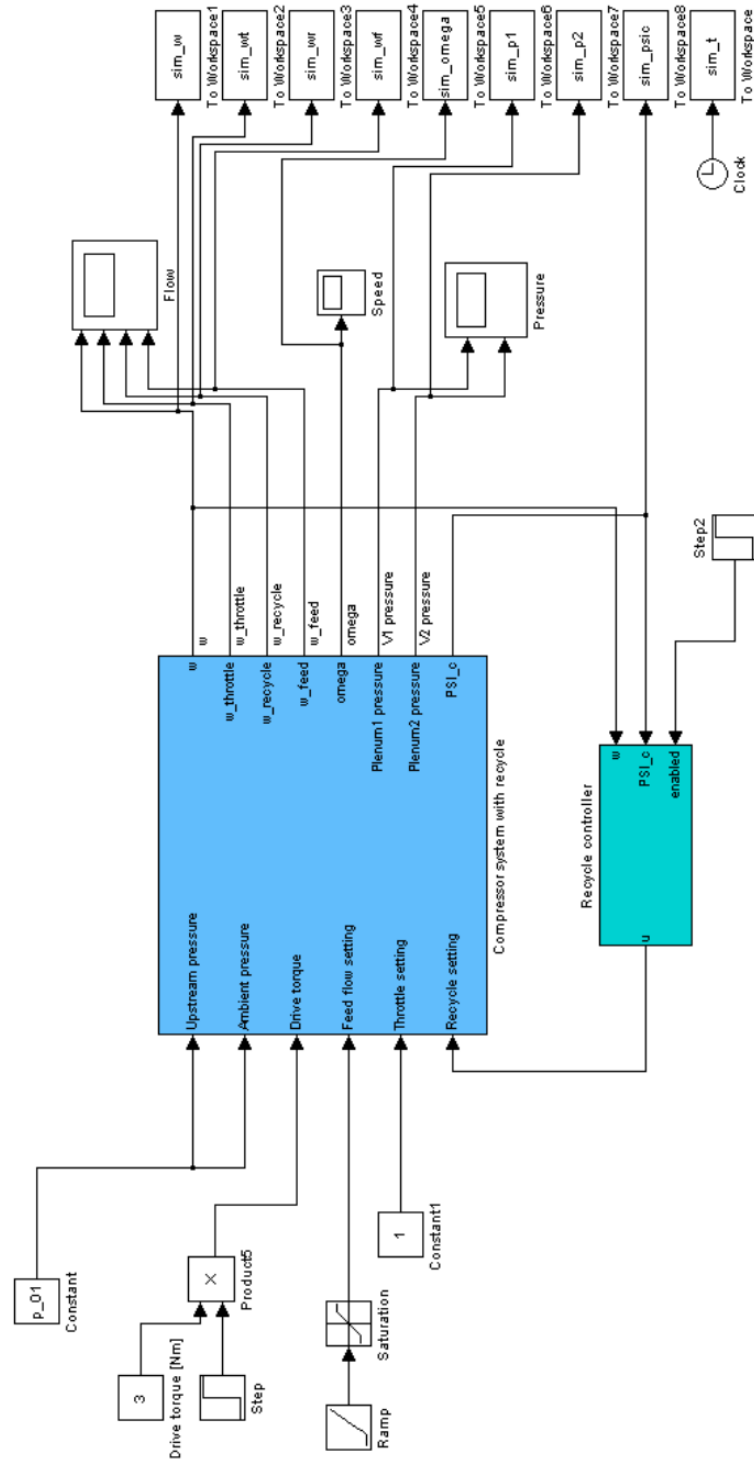 p_01
Constant
3
Drive torque [Nm]
×
Product5
Step
Ramp
Saturation
1
Constant1
Upstream pressure
Ambient pressure
Drive torque
Feed flow setting
Throttle setting
Recycle setting
w
w_throttle
w_recycle
w_feed
omega
Plenum1 pressure
Plenum2 pressure
PSI_c
Compressor system with recycle
w
w_throttle
w_recycle
w_feed
omega
V1 pressure
V2 pressure
Recycle controller
u
w
PSI_c
enabled
Step2
Flow
Speed
Pressure
sim_w
To Workspace1
sim_wt
To Workspace2
sim_wr
To Workspace3
sim_wf
To Workspace4
sim_omega
To Workspace5
sim_p1
To Workspace6
sim_p2
To Workspace7
sim_psic
To Workspace8
sim_t
To Workspace
Clock